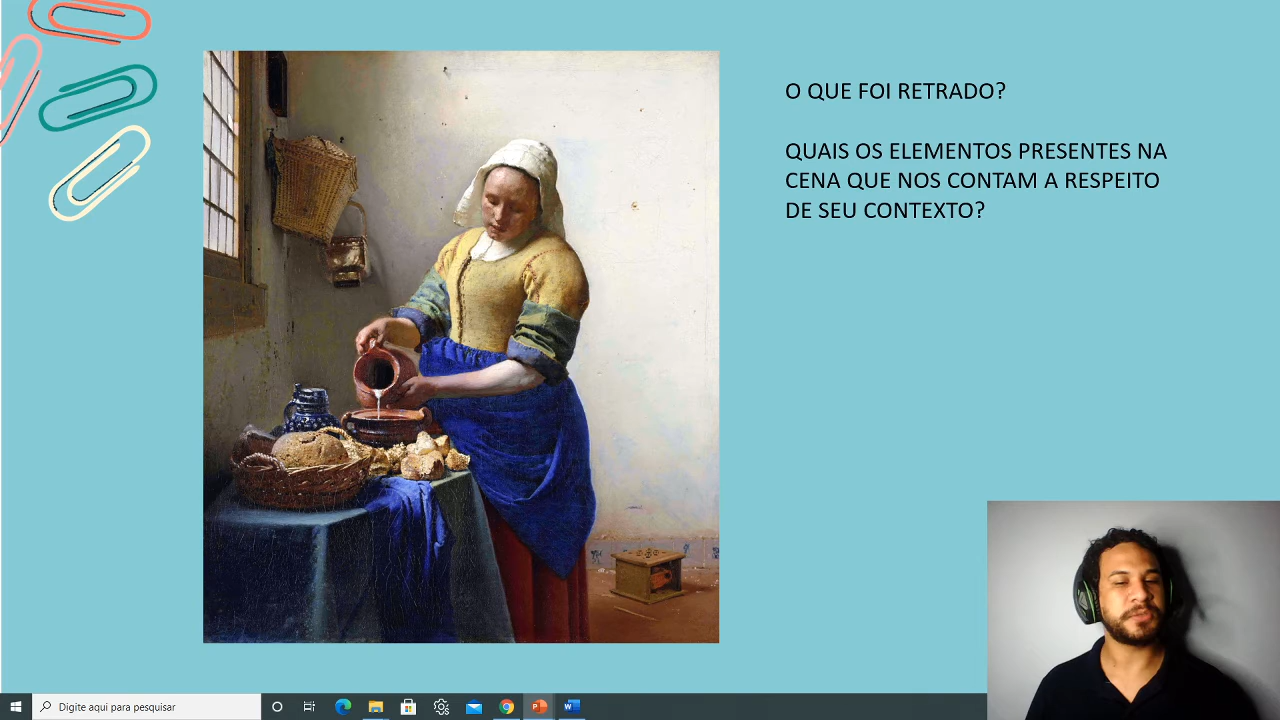 O QUE FOI RETRADO?
QUAIS OS ELEMENTOS PRESENTES NA
CENA QUE NOS CONTAM A RESPEITO
DE SEU CONTEXTO?
Digite aqui para pesquisar